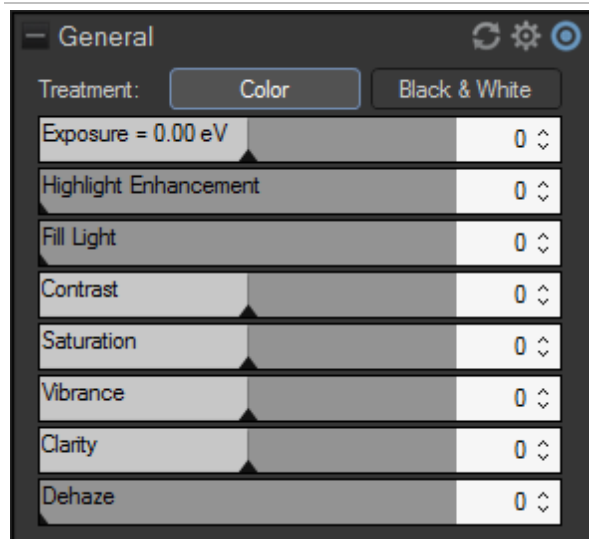 General
Treatment: Color Black & White
Exposure = 0.00 eV 0
Highlight Enhancement 0
Fill Light 0
Contrast 0
Saturation 0
Vibrance 0
Clarity 0
Dehaze 0